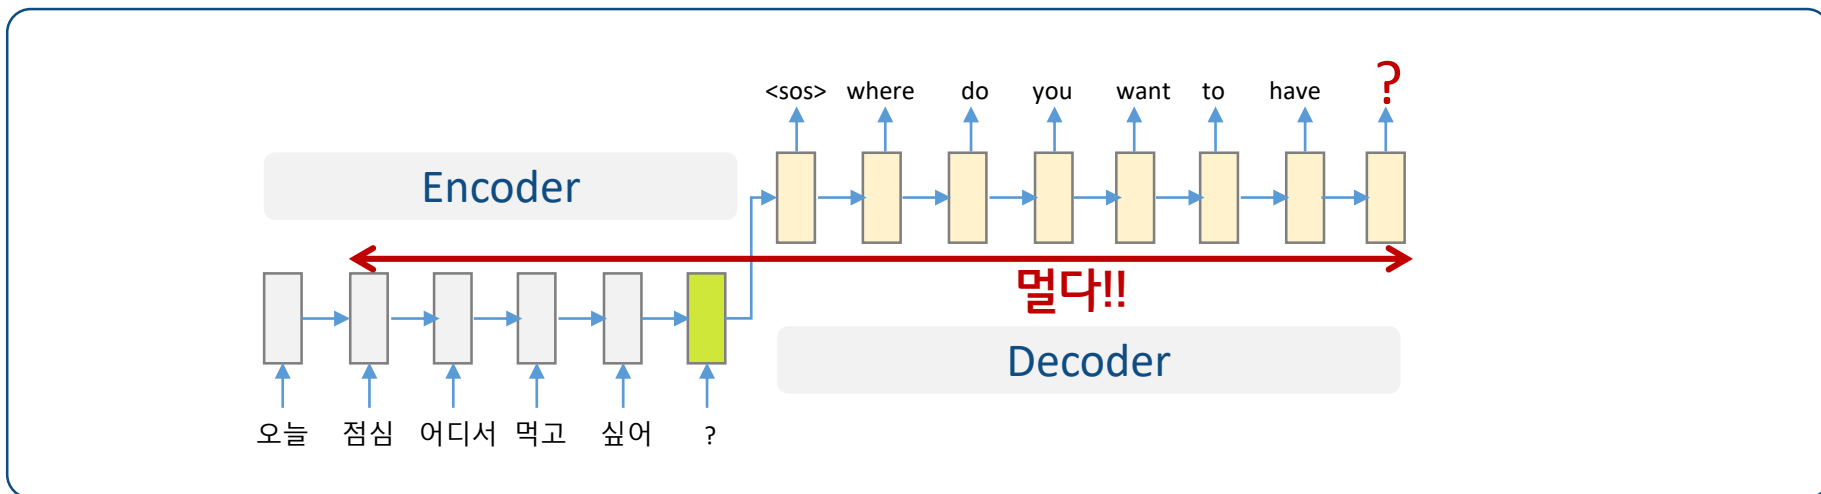 <sos> where do you want to have ?
Encoder
멀다!!
Decoder
오늘 점심 어디서 먹고 싶어 ?